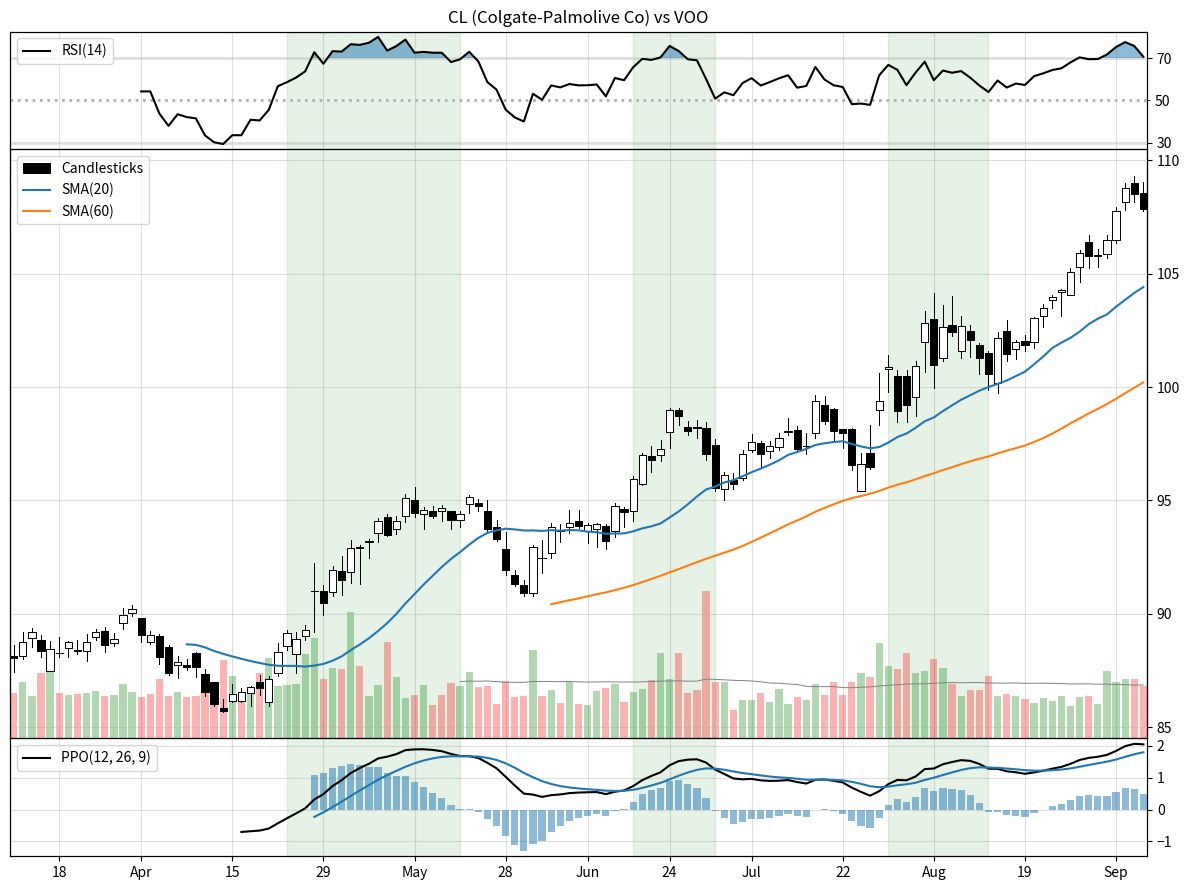 CL (Colgate-Palmolive Co) vs VOO
RSI(14)
70
50
30
Candlesticks
SMA(20)
SMA(60)
110
105
100
95
90
85
PPO(12, 26, 9)
2
1
0
−1
18 Apr 15 29 May 28 Jun 24 Jul 22 Aug 19 Sep